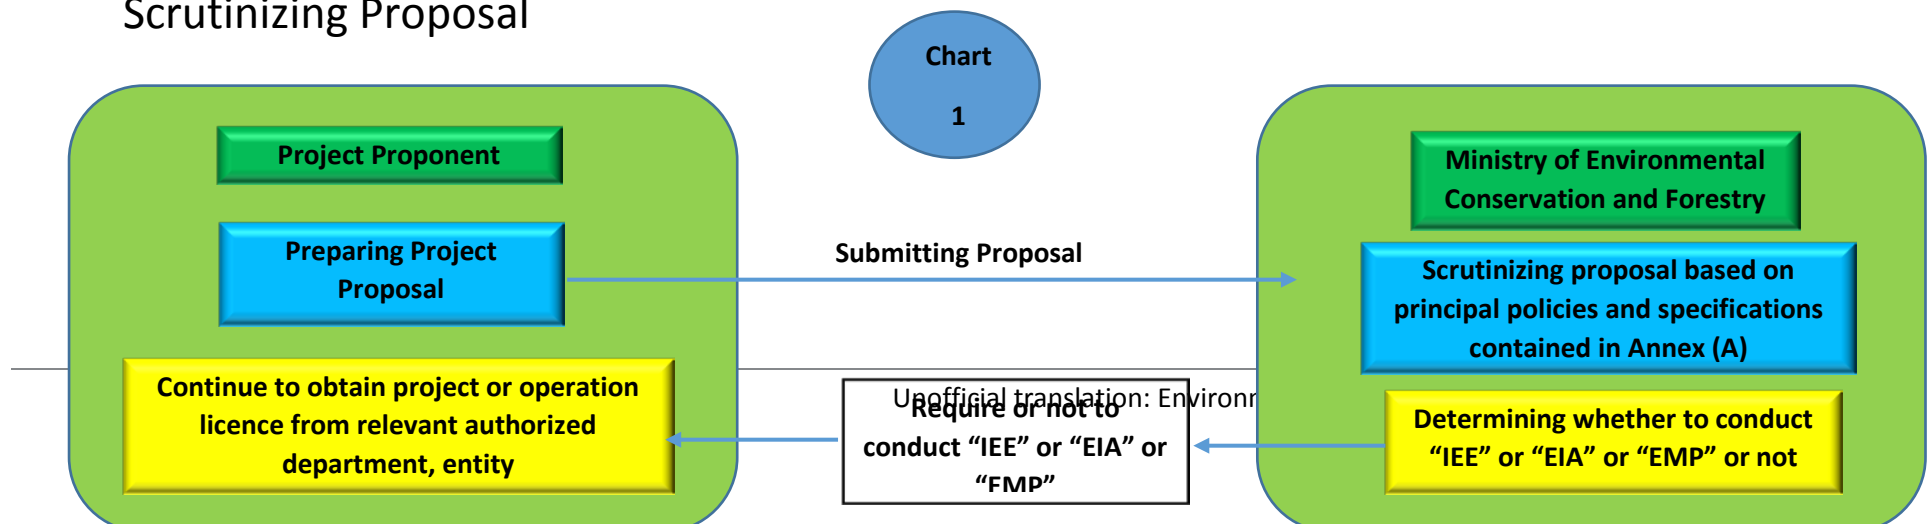 Scrutinizing Proposal
Chart
1
Project Proponent
Preparing Project
Proposal
Continue to obtain project or operation
licence from relevant authorized
department, entity
Submitting Proposal
Unofficial translation:
Require or not to
conduct “IEE” or “EIA” or
“EMP”
Ministry of Environmental
Conservation and Forestry
Scrutinizing proposal based on
principal policies and specifications
contained in Annex (A)
Determining whether to conduct
“IEE” or “EIA” or “EMP” or not